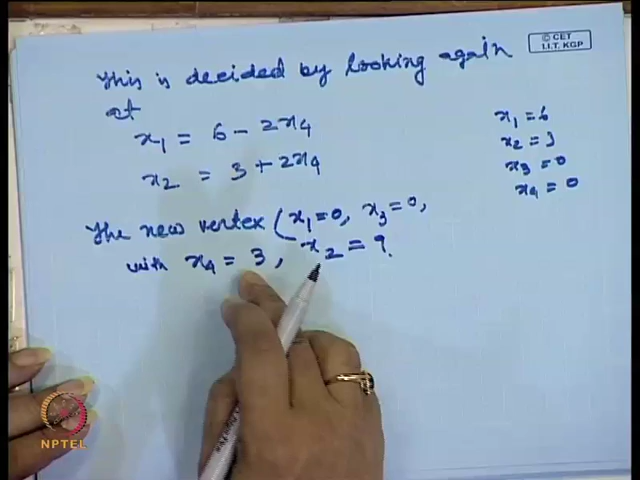 © CET
I.I.T. KGP
This is decided by looking again
at
x₁ = 6 - 2x₄
x₂ = 3 + 2x₄
x₁ = 6
x₂ = 3
x₃ = 0
x₄ = 0
The new vertex (x₁=0, x₃=0,
with x₄ = 3, x₂ = 9.
NPTEL